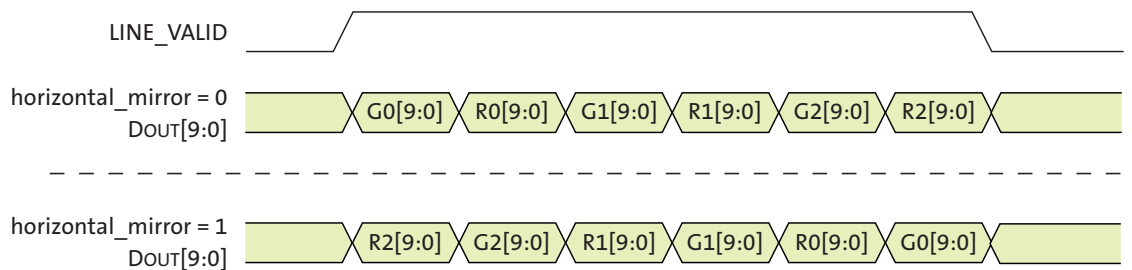 LINE_VALID
horizontal_mirror = 0
DOUT[9:0]
G0[9:0] R0[9:0] G1[9:0] R1[9:0] G2[9:0] R2[9:0]
horizontal_mirror = 1
DOUT[9:0]
R2[9:0] G2[9:0] R1[9:0] G1[9:0] R0[9:0] G0[9:0]